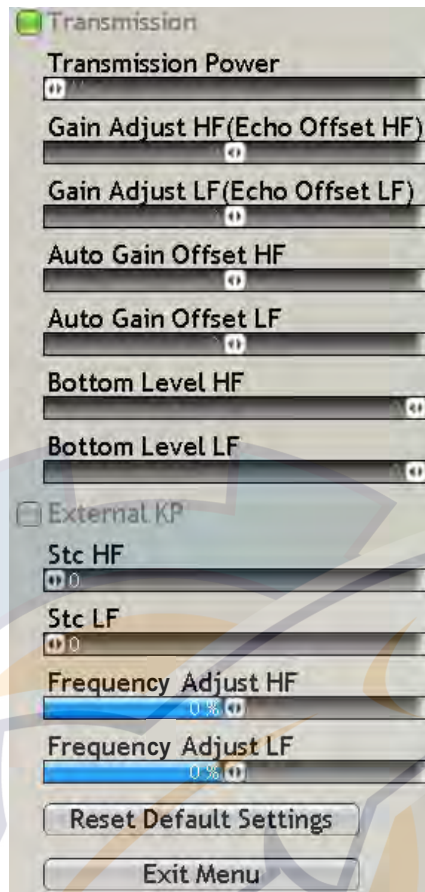 Transmission
Transmission Power
Gain Adjust HF(Echo Offset HF)
Gain Adjust LF(Echo Offset LF)
Auto Gain Offset HF
Auto Gain Offset LF
Bottom Level HF
Bottom Level LF
External KP
Stc HF
0
Stc LF
0
Frequency Adjust HF
0 %
Frequency Adjust LF
0 %
Reset Default Settings
Exit Menu